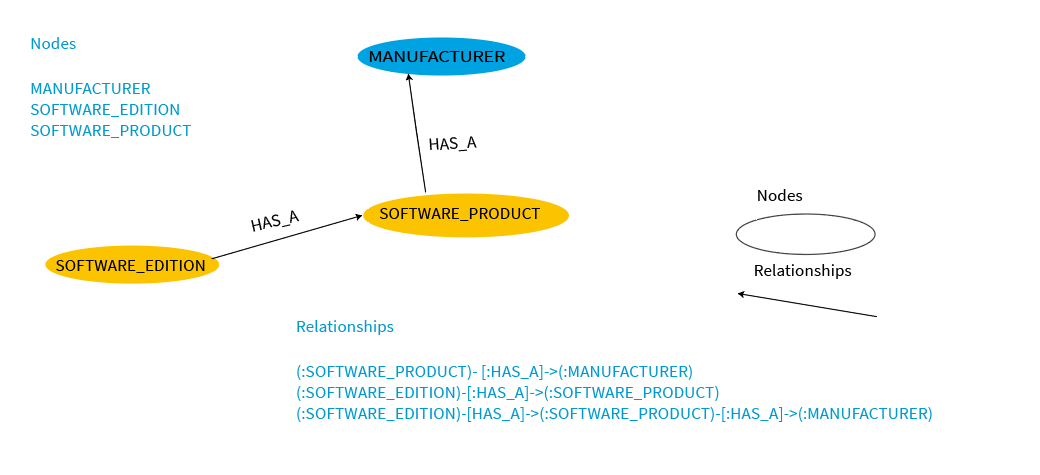 Nodes
MANUFACTURER
SOFTWARE_EDITION
SOFTWARE_PRODUCT
MANUFACTURER
HAS_A
SOFTWARE_PRODUCT
HAS_A
SOFTWARE_EDITION
Nodes
Relationships
Relationships
(:SOFTWARE_PRODUCT)- [:HAS_A]->(:MANUFACTURER)
(:SOFTWARE_EDITION)-[:HAS_A]->(:SOFTWARE_PRODUCT)
(:SOFTWARE_EDITION)-[HAS_A]->(:SOFTWARE_PRODUCT)-[:HAS_A]->(:MANUFACTURER)